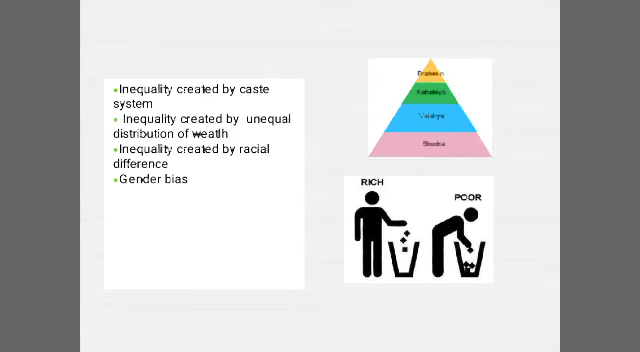 ▪Inequality created by caste
system
▪ Inequality created by unequal
distribution of weatlh
▪Inequality created by racial
difference
▪Gender bias
Brahmin
Kshatriya
Vaishya
Shudra
RICH
POOR